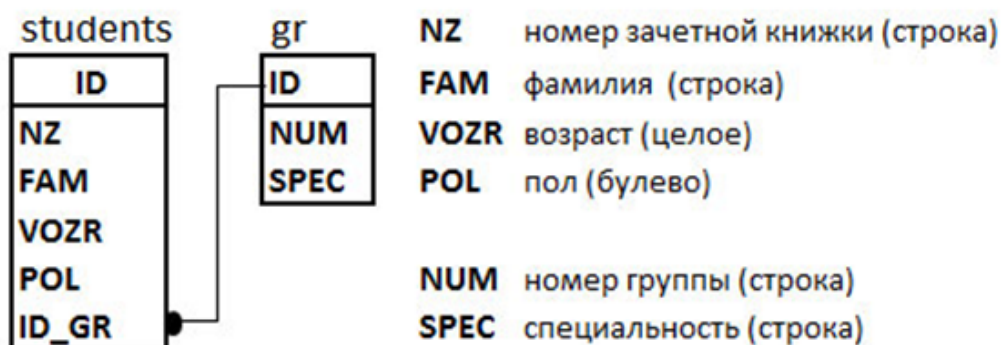 students
ID
NZ
FAM
VOZR
POL
ID_GR
gr
ID
NUM
SPEC
NZ номер зачетной книжки (строка)
FAM фамилия (строка)
VOZR возраст (целое)
POL пол (булево)
NUM номер группы (строка)
SPEC специальность (строка)